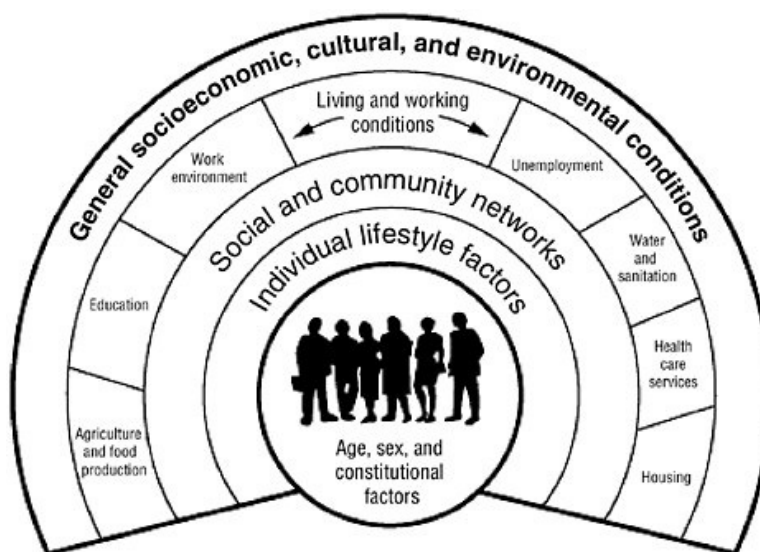 General socioeconomic, cultural, and environmental conditions
Living and working
conditions
Work
environment
Unemployment
Education
Water
and
sanitation
Agriculture
and food
production
Health
care
services
Housing
Social and community networks
Individual lifestyle factors
Age, sex, and
constitutional
factors